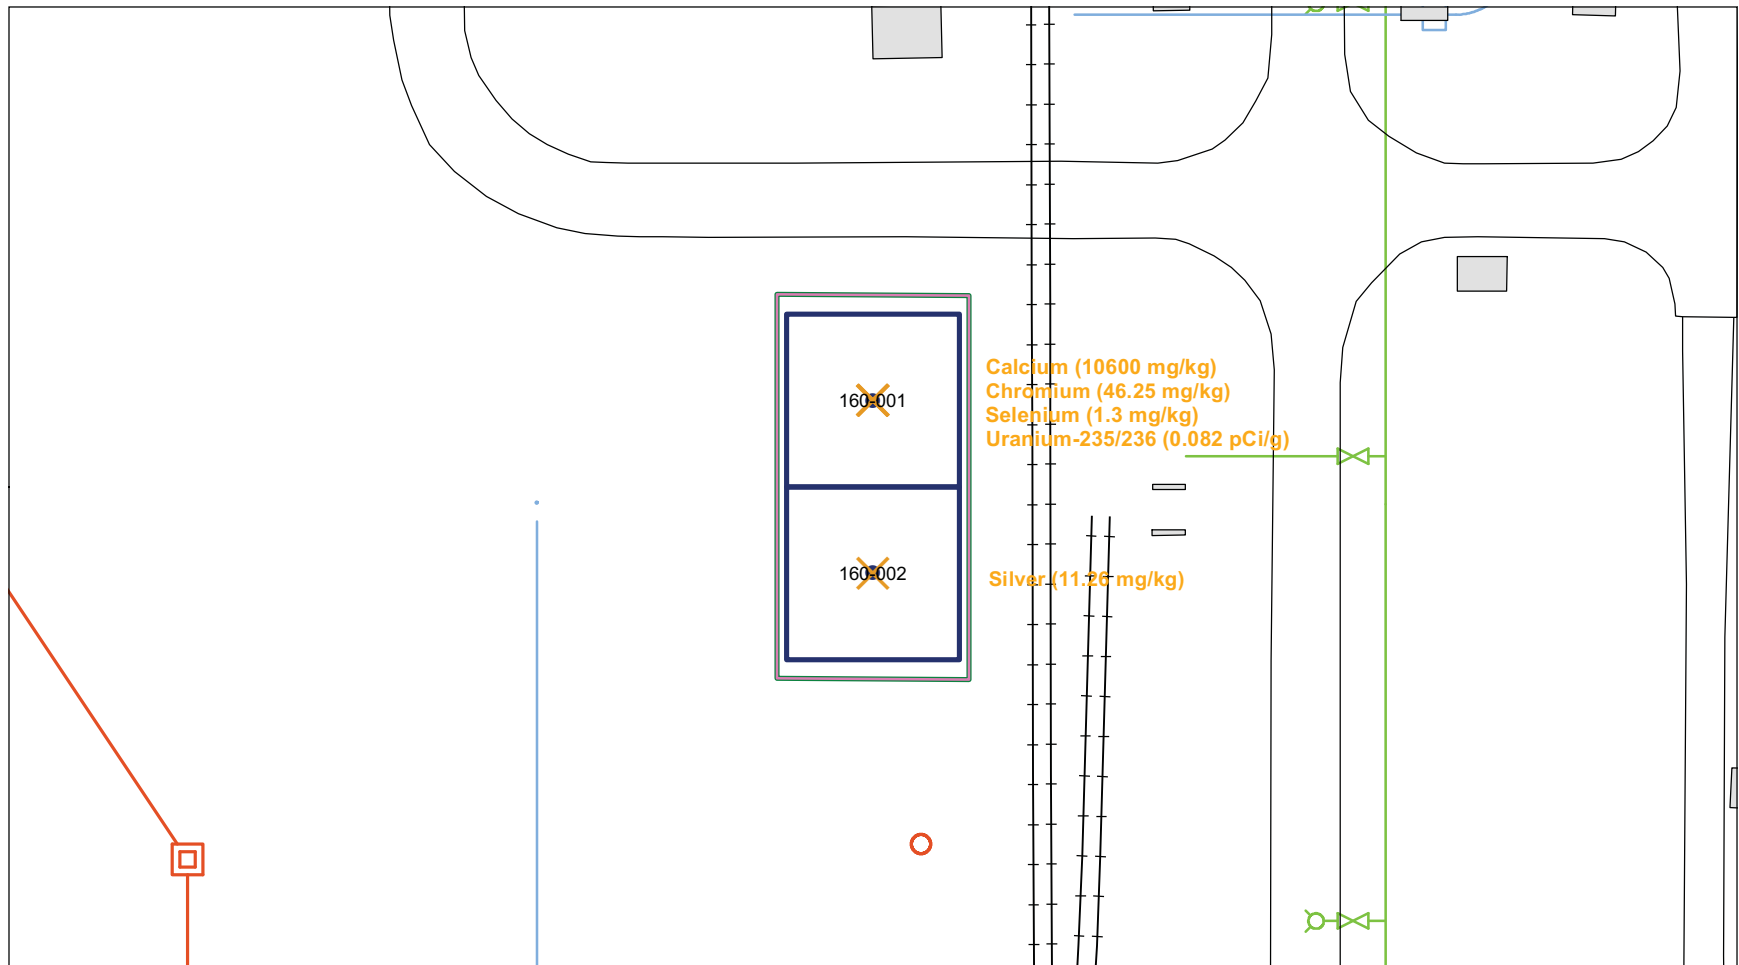 Calcium (10600 mg/kg)
Chromium (46.25 mg/kg)
160-001
Selenium (1.3 mg/kg)
Uranium-235/236 (0.082 pCi/g)
160-002
Silver (11.26 mg/kg)